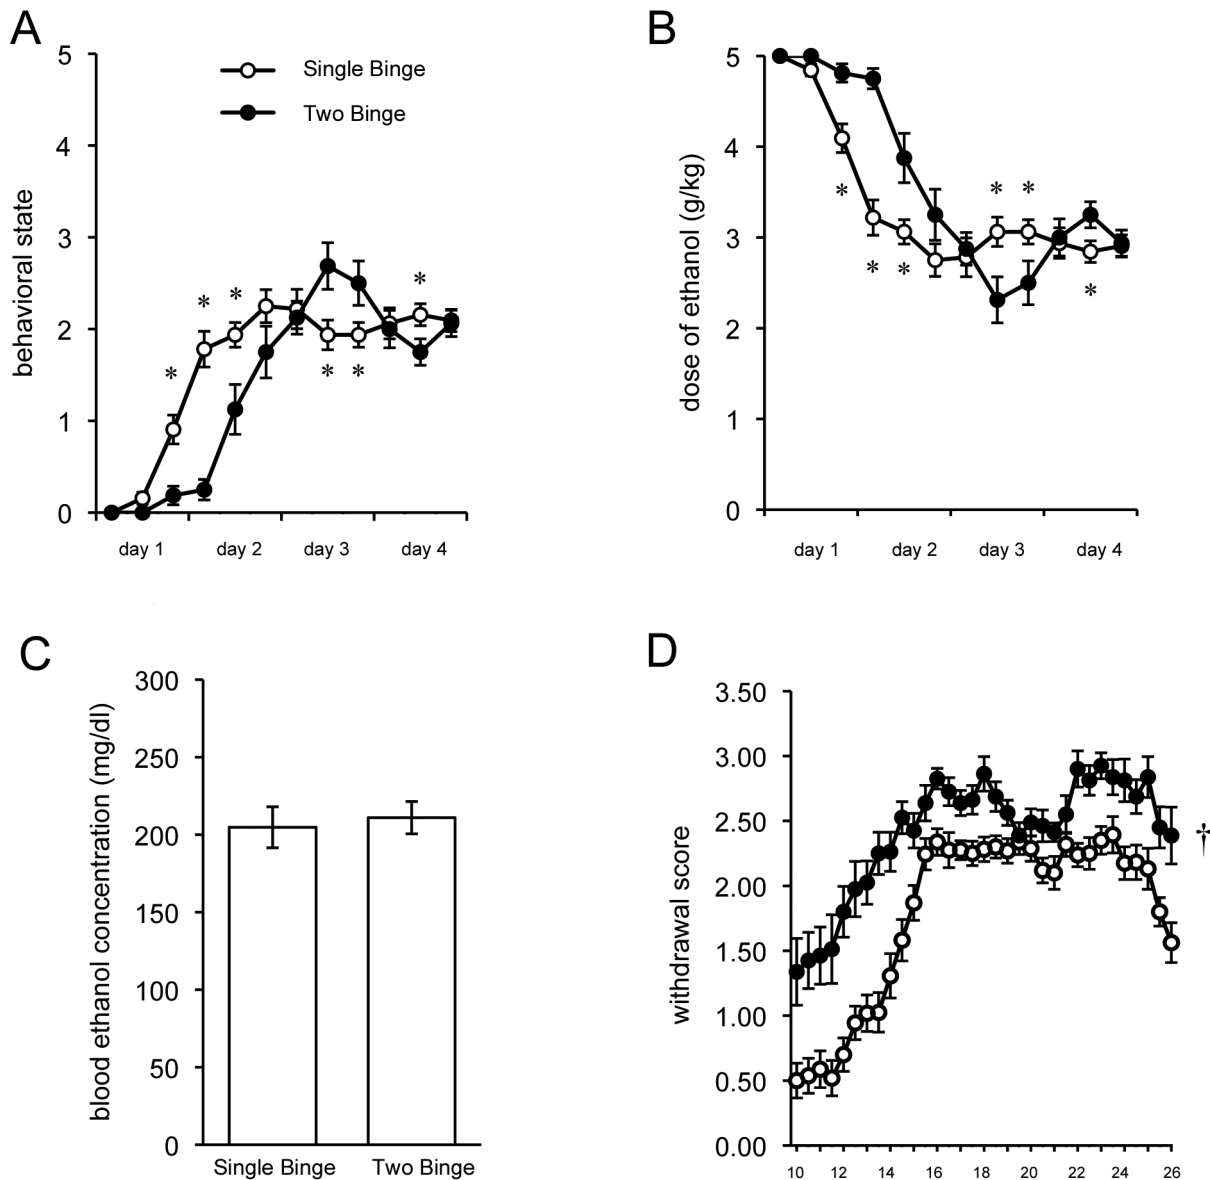 A
behavioral state
5
4
3
2
1
0
Single Binge
Two Binge
* * * * * *
day 1 day 2 day 3 day 4
B
dose of ethanol (g/kg)
5
4
3
2
1
0
* * * * * *
day 1 day 2 day 3 day 4
C
blood ethanol concentration (mg/dl)
300
250
200
150
100
50
0
Single Binge Two Binge
D
withdrawal score
3.50
3.00
2.50
2.00
1.50
1.00
0.50
0.00
†
10 12 14 16 18 20 22 24 26